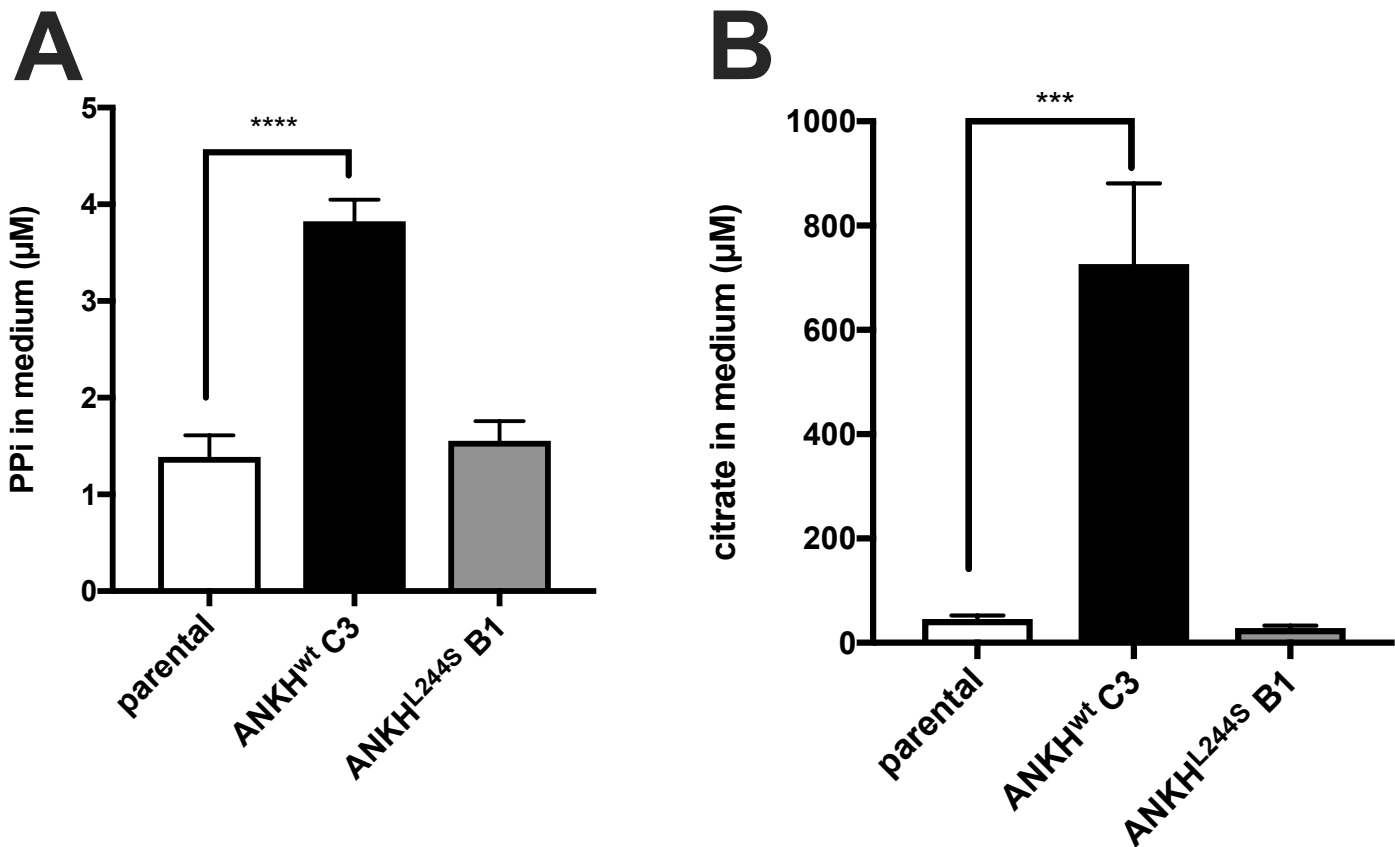 A
PPi in medium (µM)
5
4
3
2
1
0
****
parental
ANKHwt C3
ANKHL244S B1
B
citrate in medium (µM)
1000
800
600
400
200
0
***
parental
ANKHwt C3
ANKHL244S B1